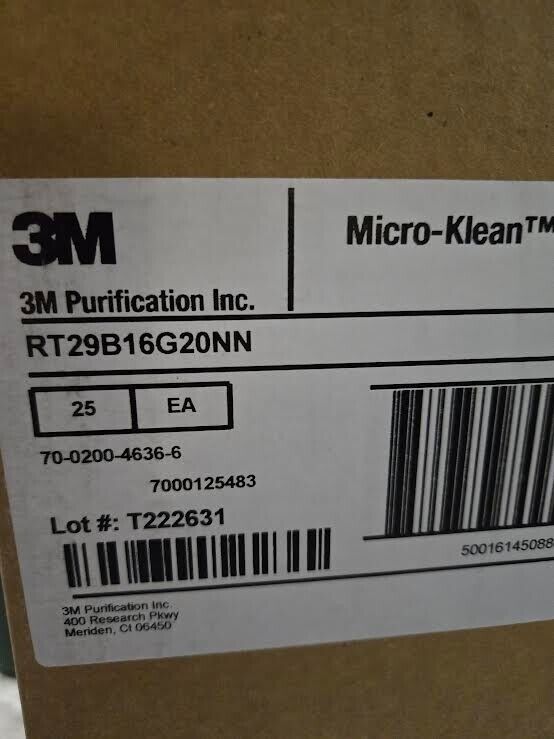 3M
Micro-Klean™
3M Purification Inc.
RT29B16G20NN
25 EA
70-0200-4636-6
7000125483
Lot #: T222631
50016145088
3M Purification Inc.
400 Research Pkwy
Meriden, Ct 06450